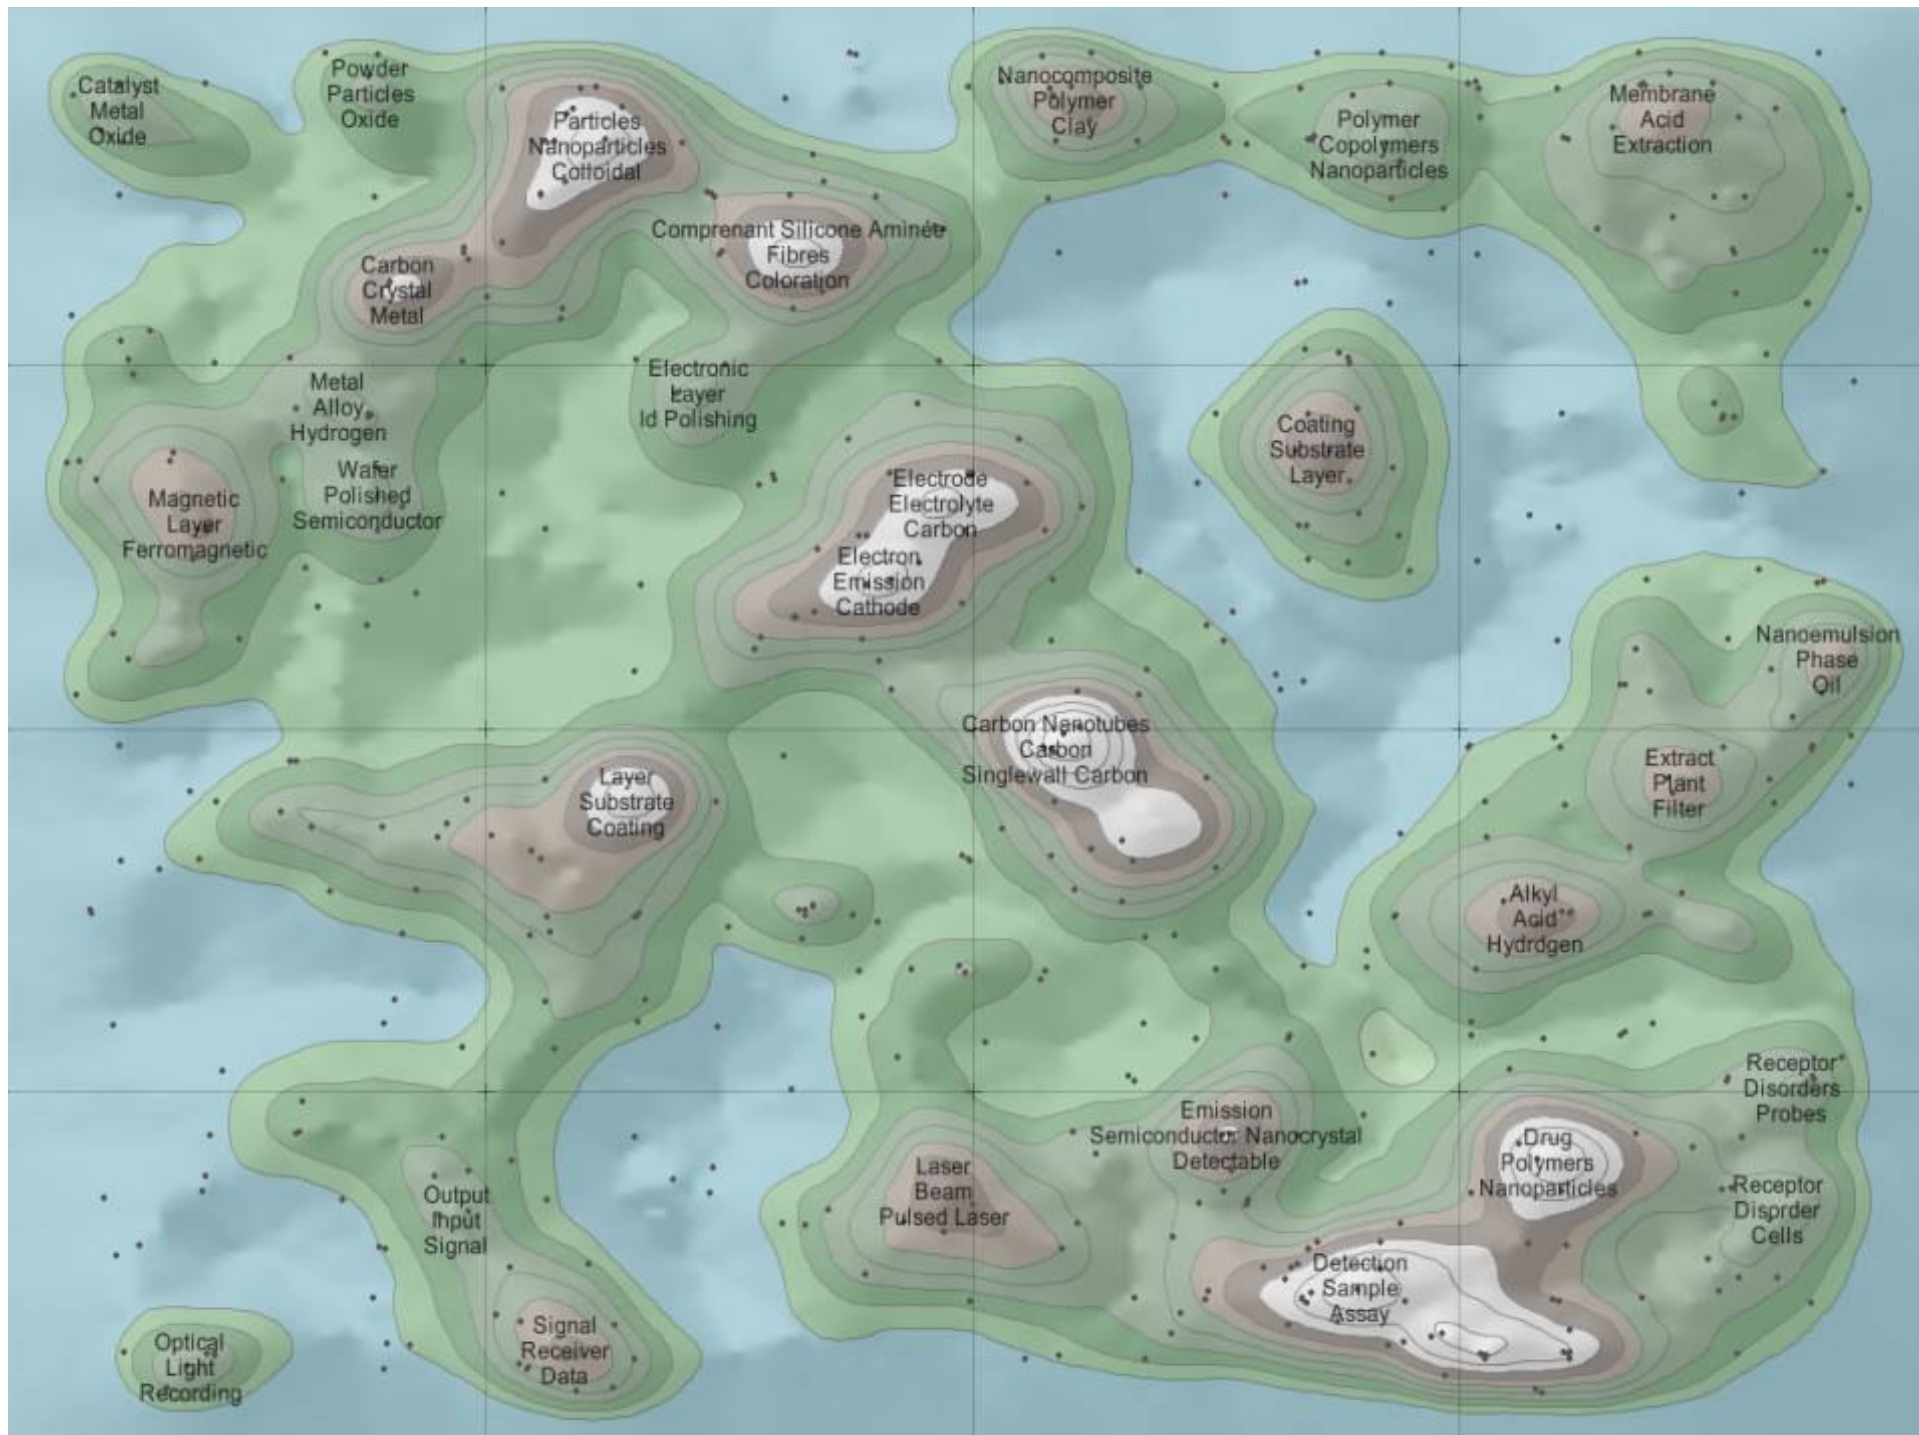 Catalyst
Metal
Oxide
Powder
Particles
Oxide
Particles
Nanoparticles
Colloidal
Nanocomposite
Polymer
Clay
Polymer
Copolymers
Nanoparticles
Membrane
Acid
Extraction
Comprenant Silicone Aminée
Fibres
Coloration
Carbon
Crystal
Metal
Metal
Alloy
Hydrogen
Electronic
Layer
Id Polishing
Coating
Substrate
Layer
Wafer
Polished
Semiconductor
Magnetic
Layer
Ferromagnetic
Electrode
Electrolyte
Carbon
Electron
Emission
Cathode
Nanoemulsion
Phase
Oil
Carbon Nanotubes
Carbon
Singlewall Carbon
Layer
Substrate
Coating
Extract
Plant
Filter
Alkyl
Acid
Hydrogen
Receptor
Disorders
Probes
Emission
Semiconductor Nanocrystal
Detectable
Drug
Polymers
Nanoparticles
Laser
Beam
Pulsed Laser
Output
Input
Signal
Receptor
Disorder
Cells
Detection
Sample
Assay
Signal
Receiver
Data
Optical
Light
Recording